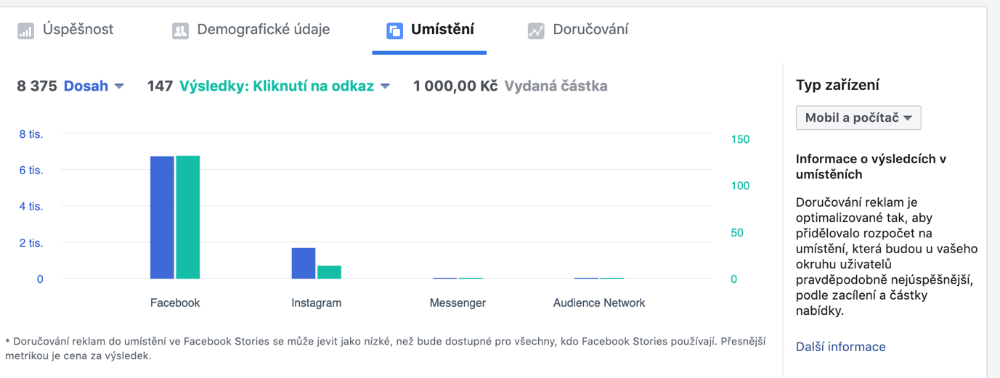 Úspěšnost Demografické údaje Umístění Doručování
8 375 Dosah 147 Výsledky: Kliknutí na odkaz 1 000,00 Kč Vydaná částka
8 tis.
6 tis.
4 tis.
2 tis.
0
150
100
50
0
Facebook Instagram Messenger Audience Network
* Doručování reklam do umístění ve Facebook Stories se může jevit jako nízké, než bude dostupné pro všechny, kdo Facebook Stories používají. Přesnější
metrikou je cena za výsledek.
Typ zařízení
Mobil a počítač
Informace o výsledcích v
umístěních
Doručování reklam je
optimalizované tak, aby
přidělovalo rozpočet na
umístění, která budou u vašeho
okruhu uživatelů
pravděpodobně nejúspěšnější,
podle zacílení a částky
nabídky.
Další informace